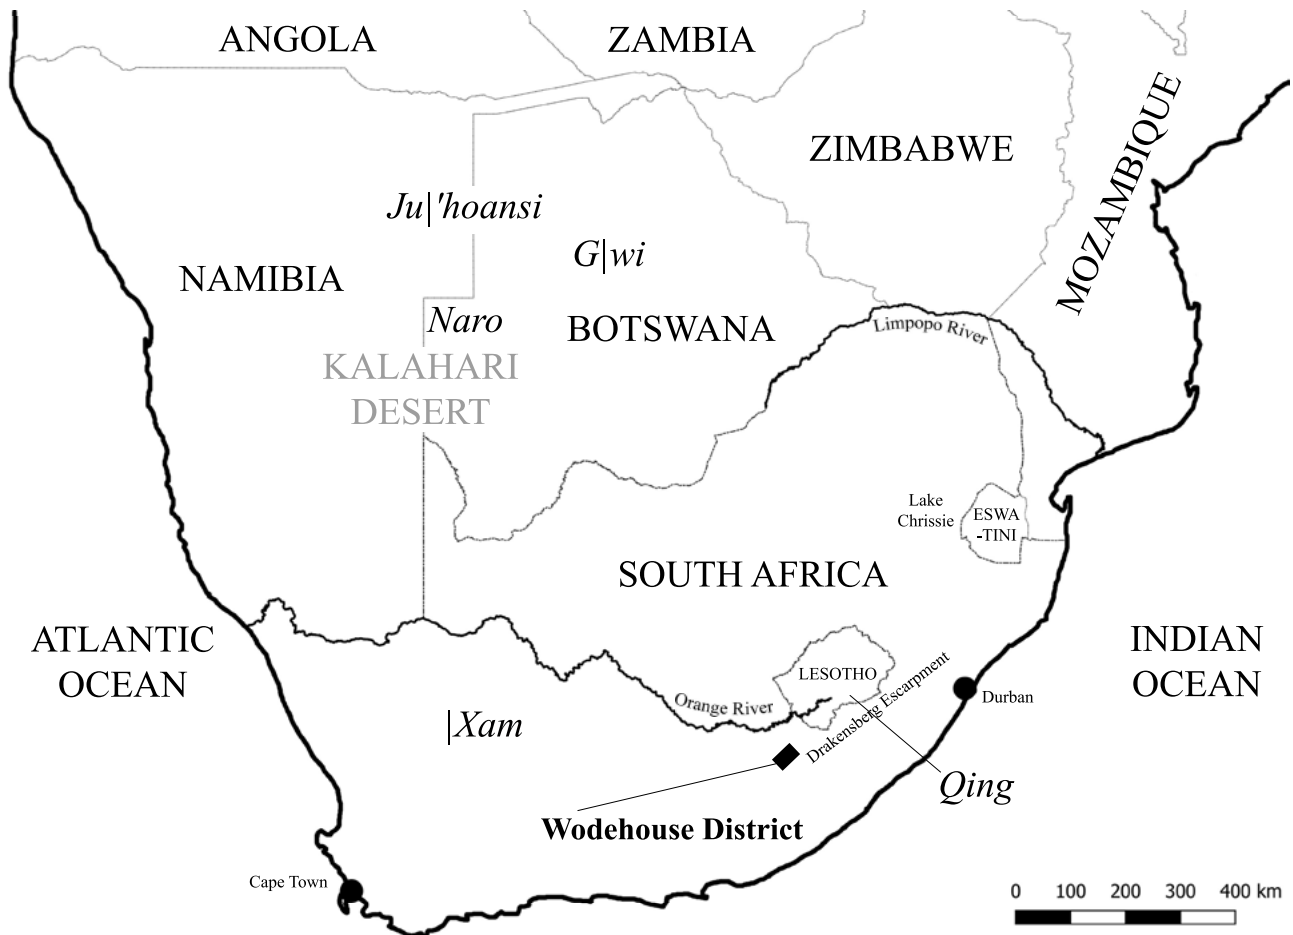 ANGOLA
ZAMBIA
ZIMBABWE
MOZAMBIQUE
Ju|'hoansi
G|wi
NAMIBIA
Naro
BOTSWANA
Limpopo River
KALAHARI
DESERT
Lake
Chrissie
ESWA
-TINI
SOUTH AFRICA
ATLANTIC
OCEAN
INDIAN
OCEAN
LESOTHO
Orange River
Drakensberg Escarpment
Durban
|Xam
Qing
Wodehouse District
Cape Town
0 100 200 300 400 km